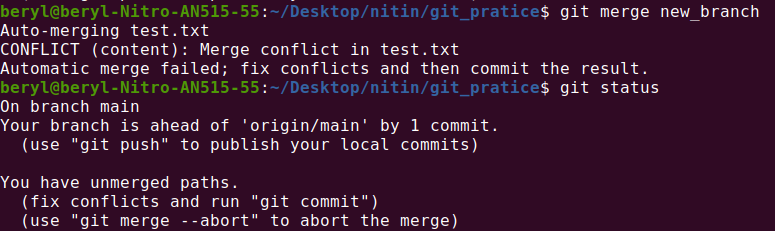 beryl@beryl-Nitro-AN515-55:~/Desktop/nitin/git_pratice$ git merge new_branch
Auto-merging test.txt
CONFLICT (content): Merge conflict in test.txt
Automatic merge failed; fix conflicts and then commit the result.
beryl@beryl-Nitro-AN515-55:~/Desktop/nitin/git_pratice$ git status
On branch main
Your branch is ahead of 'origin/main' by 1 commit.
  (use "git push" to publish your local commits)

You have unmerged paths.
  (fix conflicts and run "git commit")
  (use "git merge --abort" to abort the merge)